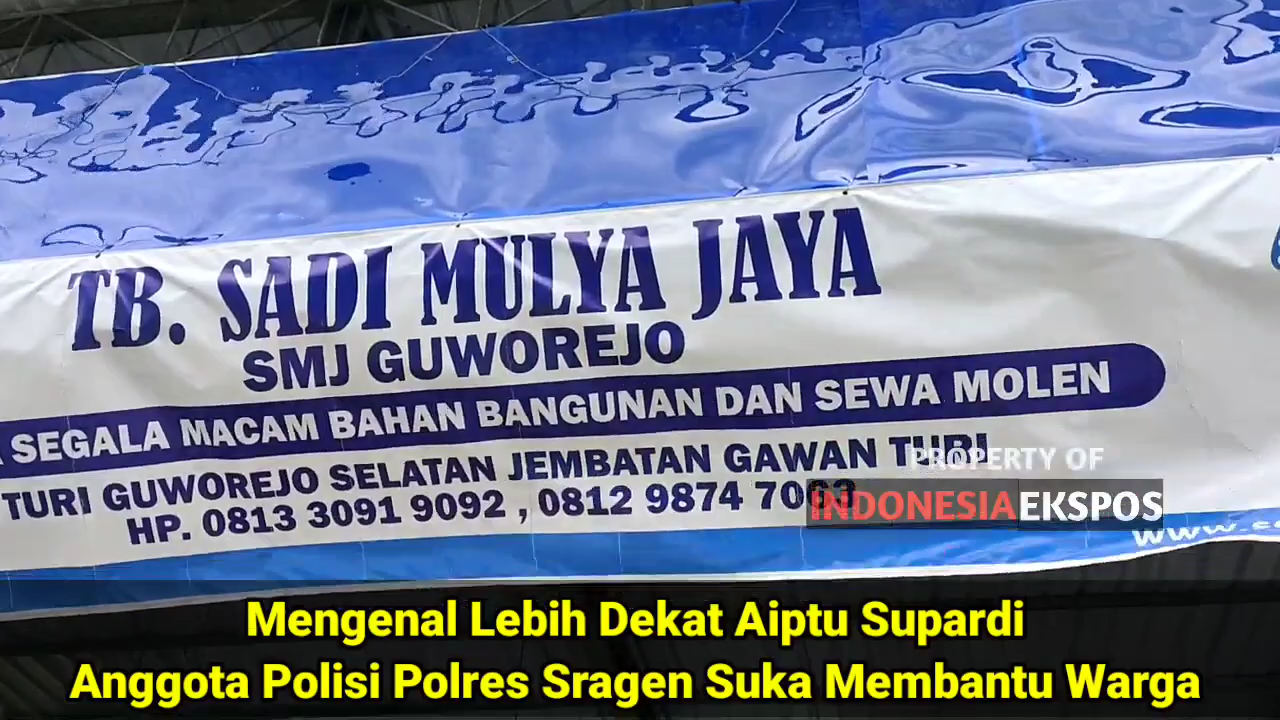 TB. SADI MULYA JAYA
SMJ GUWOREJO
SEGALA MACAM BAHAN BANGUNAN DAN SEWA MOLEN
TURI GUWOREJO SELATAN JEMBATAN GAWAN TURI
HP. 0813 3091 9092 , 0812 9874 7063
PROPERTY OF
INDONESIAEKSPOS
www.
Mengenal Lebih Dekat Aiptu Supardi
Anggota Polisi Polres Sragen Suka Membantu Warga